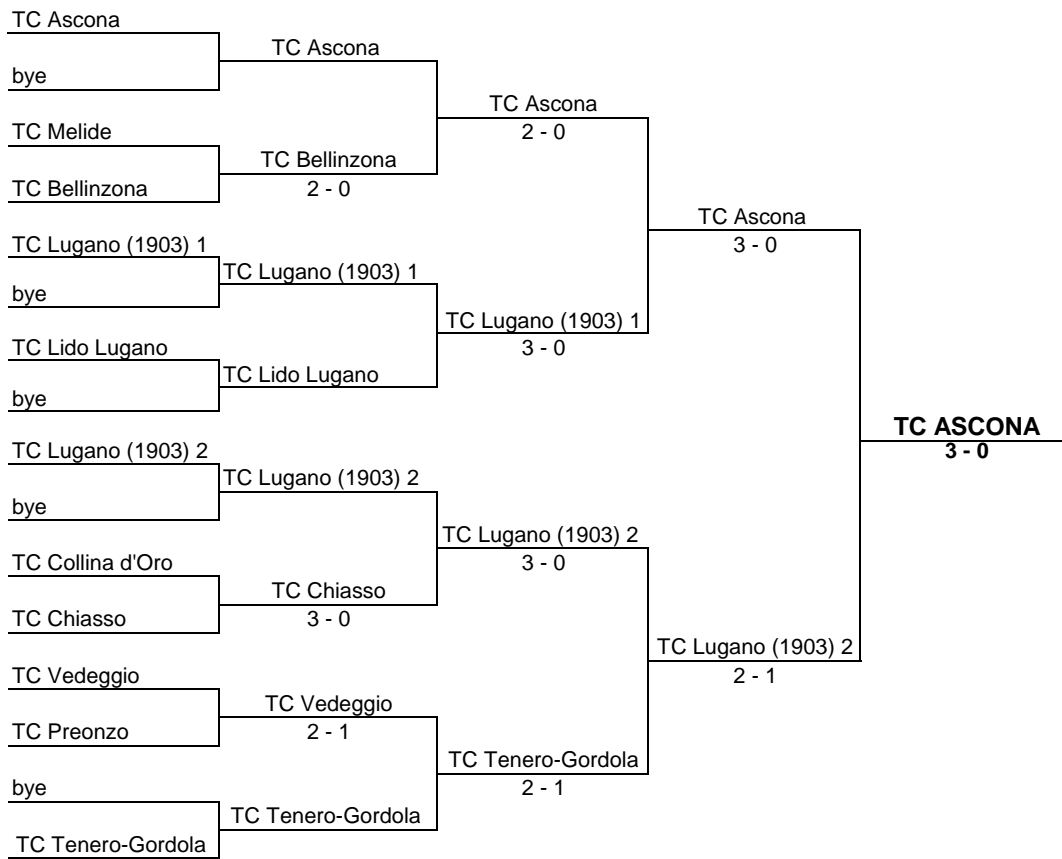 TC Ascona
bye
TC Melide
TC Bellinzona
TC Lugano (1903) 1
bye
TC Lido Lugano
bye
TC Lugano (1903) 2
bye
TC Collina d'Oro
TC Chiasso
TC Vedeggio
TC Preonzo
bye
TC Tenero-Gordola
TC Ascona
TC Bellinzona
2 - 0
TC Lugano (1903) 1
TC Lido Lugano
TC Lugano (1903) 2
TC Chiasso
3 - 0
TC Vedeggio
2 - 1
TC Tenero-Gordola
TC Ascona
2 - 0
TC Lugano (1903) 1
3 - 0
TC Lugano (1903) 2
3 - 0
TC Tenero-Gordola
2 - 1
TC Ascona
3 - 0
TC Lugano (1903) 2
2 - 1
TC ASCONA
3 - 0